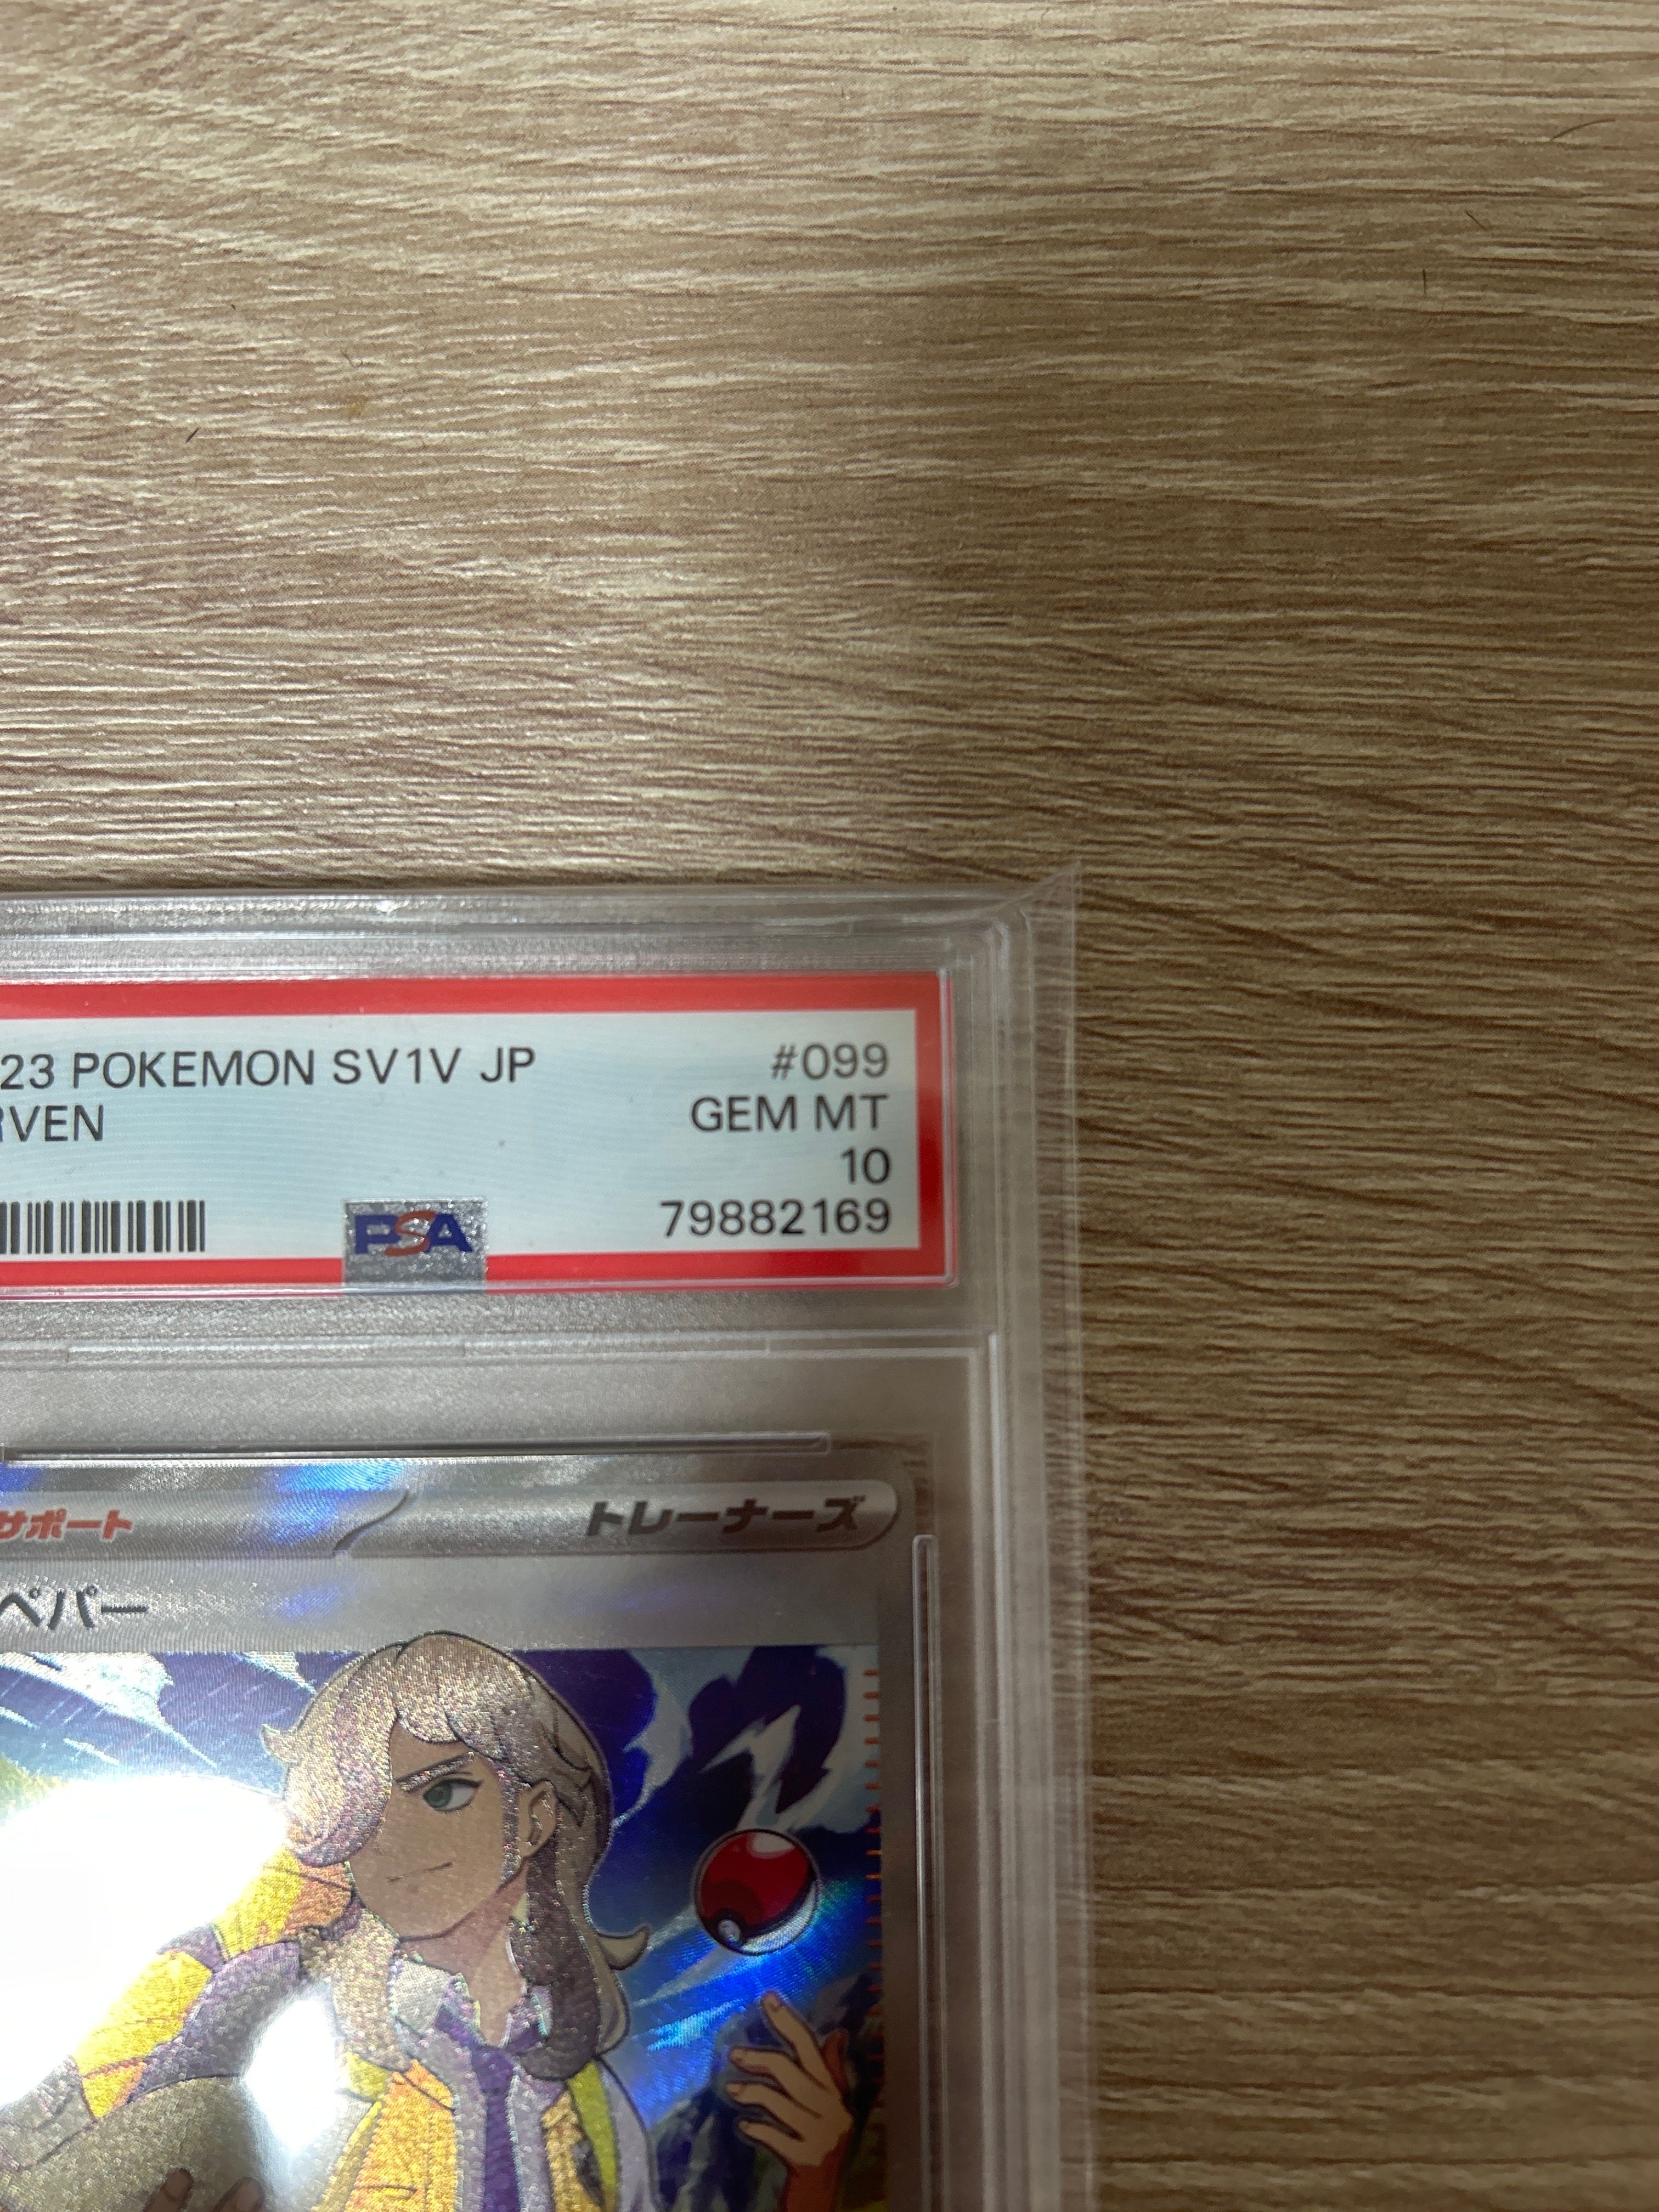 23 POKEMON SV1V JP #099
RVEN GEM MT
10
PSA 79882169
サポート トレーナーズ
ペパー